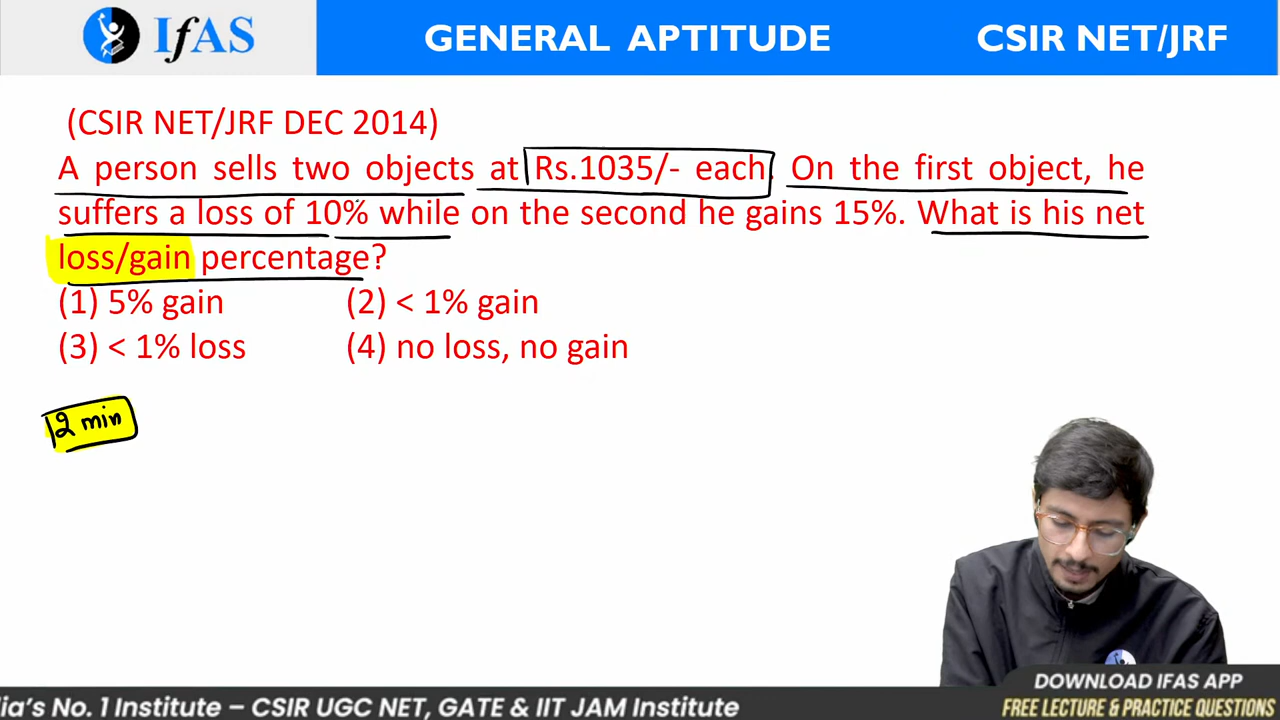 IfAS
GENERAL APTITUDE
CSIR NET/JRF
(CSIR NET/JRF DEC 2014)
A person sells two objects at Rs.1035/- each. On the first object, he
suffers a loss of 10% while on the second he gains 15%. What is his net
loss/gain percentage?
(1) 5% gain (2) < 1% gain
(3) < 1% loss (4) no loss, no gain
2 min
DOWNLOAD IFAS APP
FREE LECTURE & PRACTICE QUESTIONS
ia's No. 1 Institute – CSIR UGC NET, GATE & IIT JAM Institute